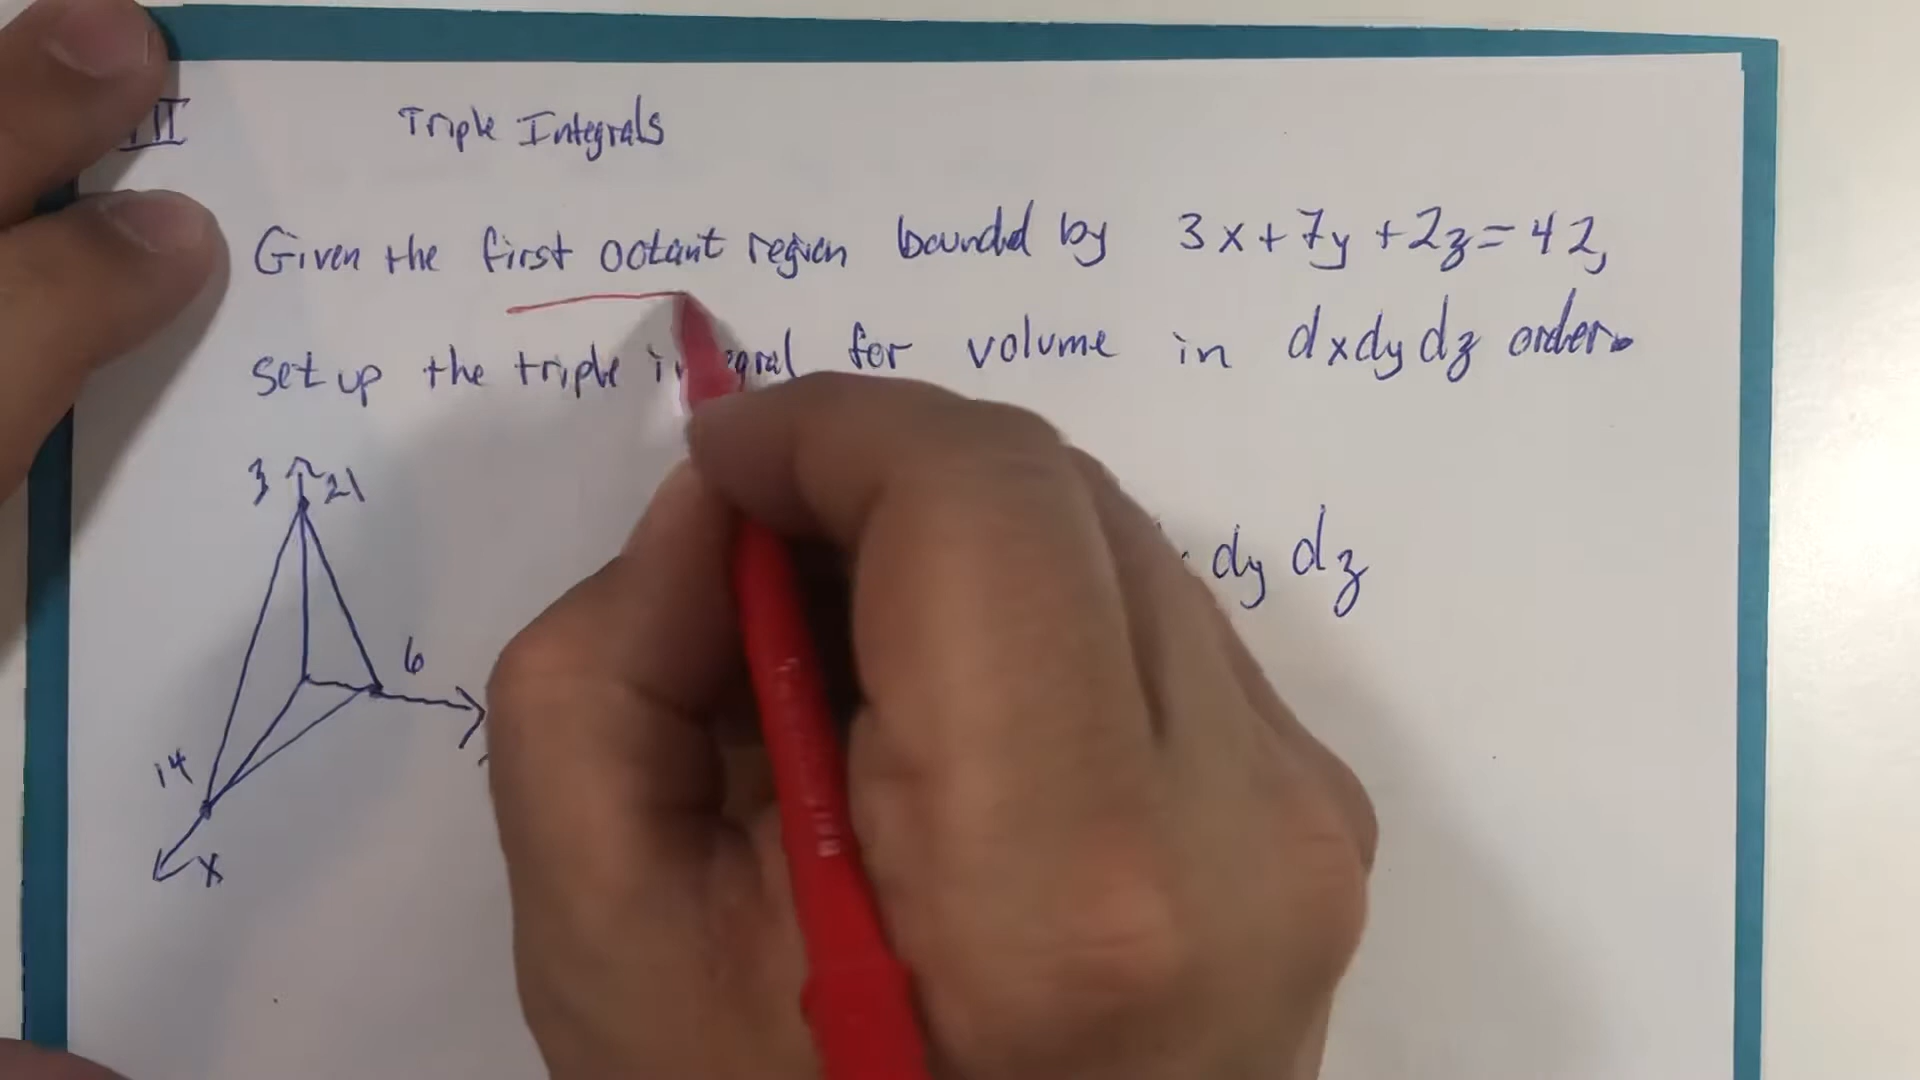 III
Triple Integrals
Given the first octant region bounded by 3x+7y+2z=42,
set up the triple integral for volume in dxdydz order.
z 21
dy dz
6
14
x